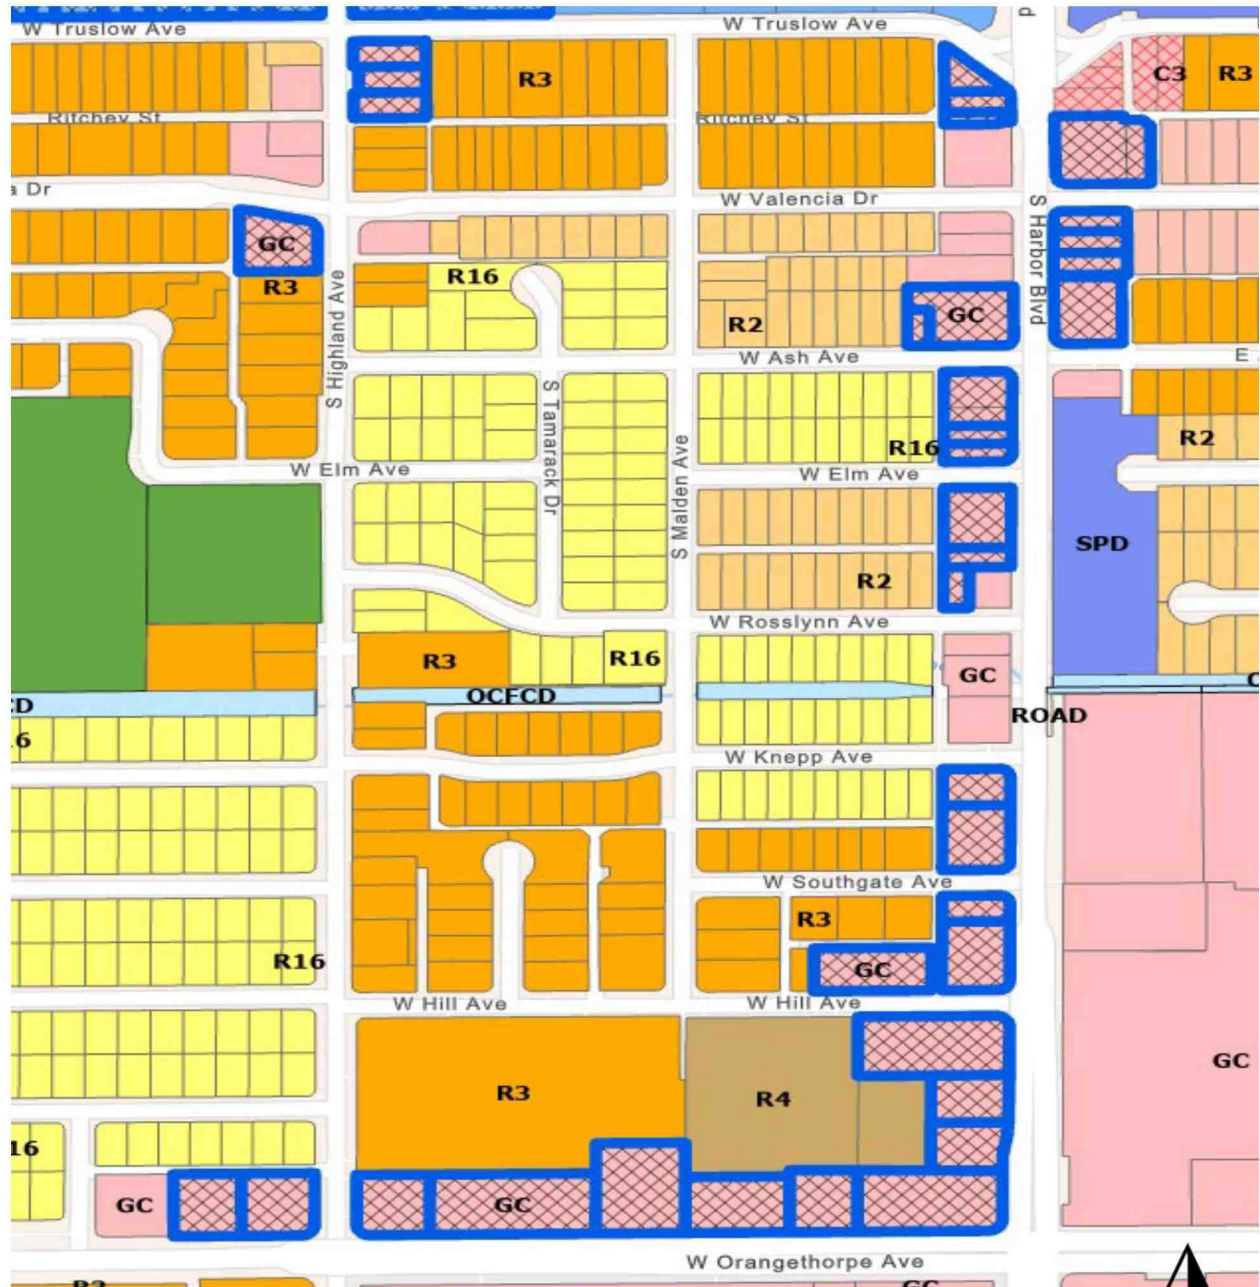 W Truslow Ave
W Truslow Ave
d
R3
C3
R3
Ritchey St
Ritchey St
a Dr
W Valencia Dr
S Harbor Blvd
GC
R3
R16
S Highland Ave
R2
GC
W Ash Ave
E
S Tamarack Dr
S Malden Ave
R16
R2
W Elm Ave
W Elm Ave
SPD
R2
W Rosslynn Ave
R3
R16
GC
CD
OCFCD
ROAD
16
W Knepp Ave
W Southgate Ave
R3
R16
GC
W Hill Ave
W Hill Ave
GC
R3
R4
16
GC
GC
W Orangethorpe Ave
R3
GC